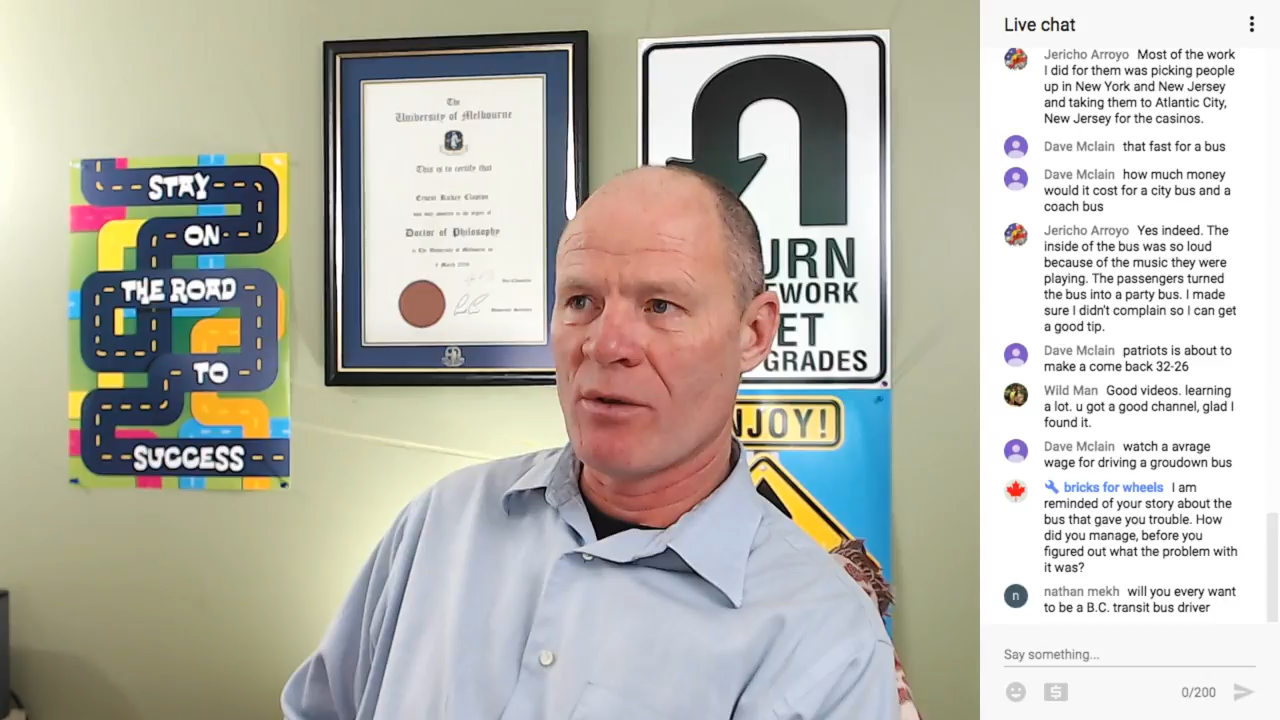 STAY
ON
THE ROAD
TO
SUCCESS
The
University of Melbourne
This is to certify that
Doctor of Philosophy
URN
EWORK
ET
GRADES
NJOY!
Live chat
Jericho Arroyo Most of the work
I did for them was picking people
up in New York and New Jersey
and taking them to Atlantic City,
New Jersey for the casinos.
Dave Mclain that fast for a bus
Dave Mclain how much money
would it cost for a city bus and a
coach bus
Jericho Arroyo Yes indeed. The
inside of the bus was so loud
because of the music they were
playing. The passengers turned
the bus into a party bus. I made
sure I didn't complain so I can get
a good tip.
Dave Mclain patriots is about to
make a come back 32-26
Wild Man Good videos. learning
a lot. u got a good channel, glad I
found it.
Dave Mclain watch a avrage
wage for driving a groudown bus
bricks for wheels I am
reminded of your story about the
bus that gave you trouble. How
did you manage, before you
figured out what the problem with
it was?
n nathan mekh will you every want
to be a B.C. transit bus driver
Say something...
0/200